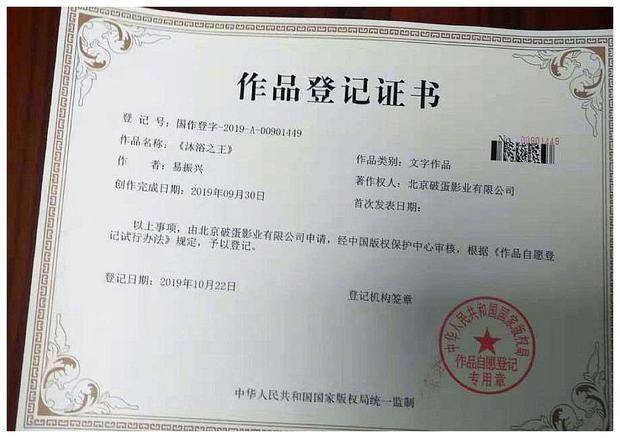 作品登记证书
No. 00901449
登 记 号：国作登字-2019-A-00901449
作品名称：《沐浴之王》
作品类别：文字作品
作 者：易振兴
著作权人：北京破蛋影业有限公司
创作完成日期：2019年09月30日
首次发表日期：
以上事项，由北京破蛋影业有限公司申请，经中国版权保护中心审核，根据《作品自愿登
记试行办法》规定，予以登记。
登记日期：2019年10月22日
登记机构签章
中华人民共和国国家版权局
作品自愿登记
专用章
中华人民共和国国家版权局统一监制